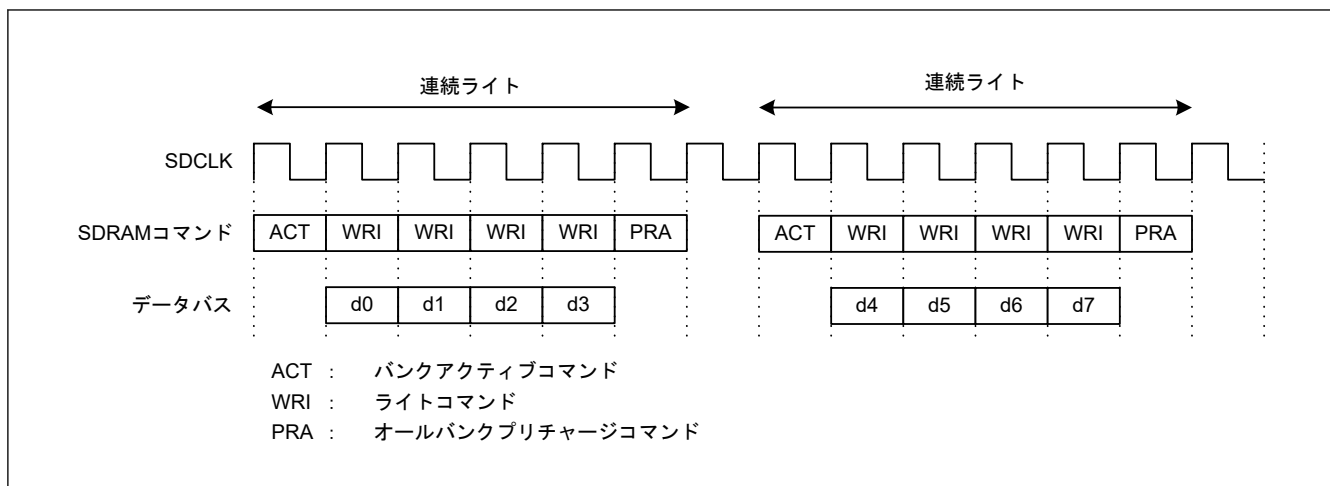 連続ライト 連続ライト
SDCLK
SDRAMコマンド ACT WRI WRI WRI WRI PRA ACT WRI WRI WRI WRI PRA
データバス d0 d1 d2 d3 d4 d5 d6 d7
ACT : バンクアクティブコマンド
WRI : ライトコマンド
PRA : オールバンクプリチャージコマンド